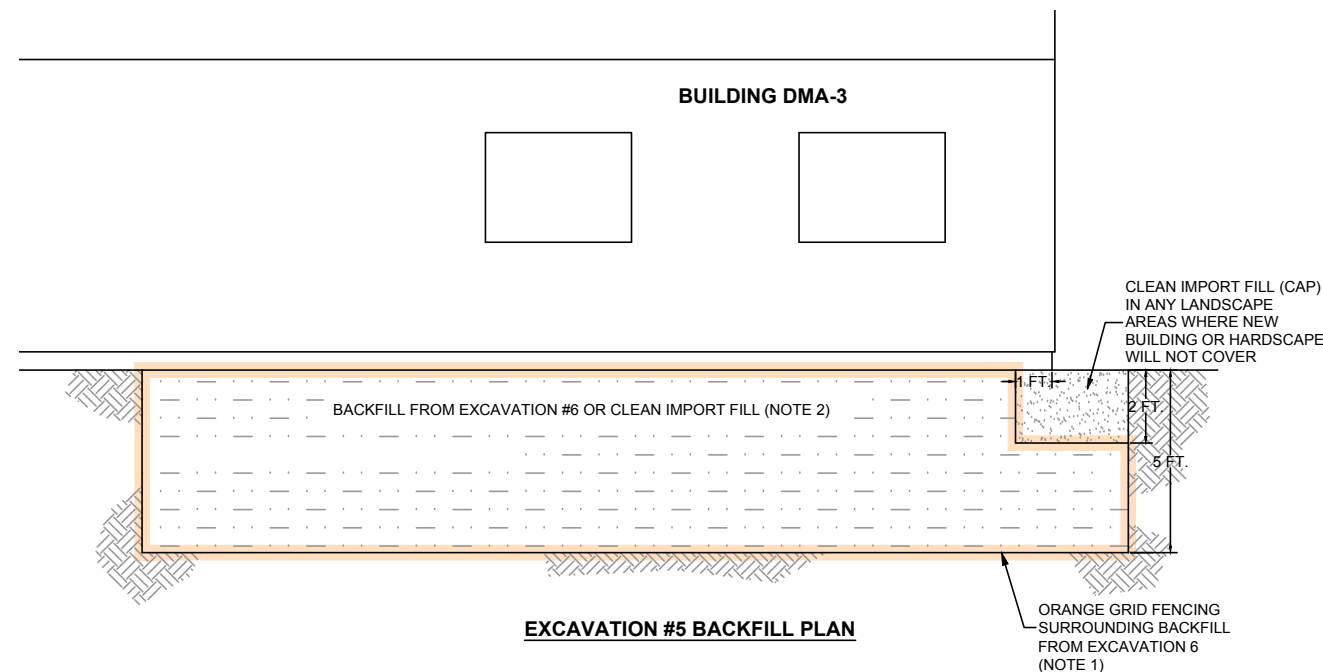 BUILDING DMA-3
CLEAN IMPORT FILL (CAP)
IN ANY LANDSCAPE
AREAS WHERE NEW
BUILDING OR HARDSCAPE
WILL NOT COVER
1 FT.
BACKFILL FROM EXCAVATION #6 OR CLEAN IMPORT FILL (NOTE 2)
2 FT.
5 FT.
ORANGE GRID FENCING
SURROUNDING BACKFILL
FROM EXCAVATION 6
(NOTE 1)
EXCAVATION #5 BACKFILL PLAN